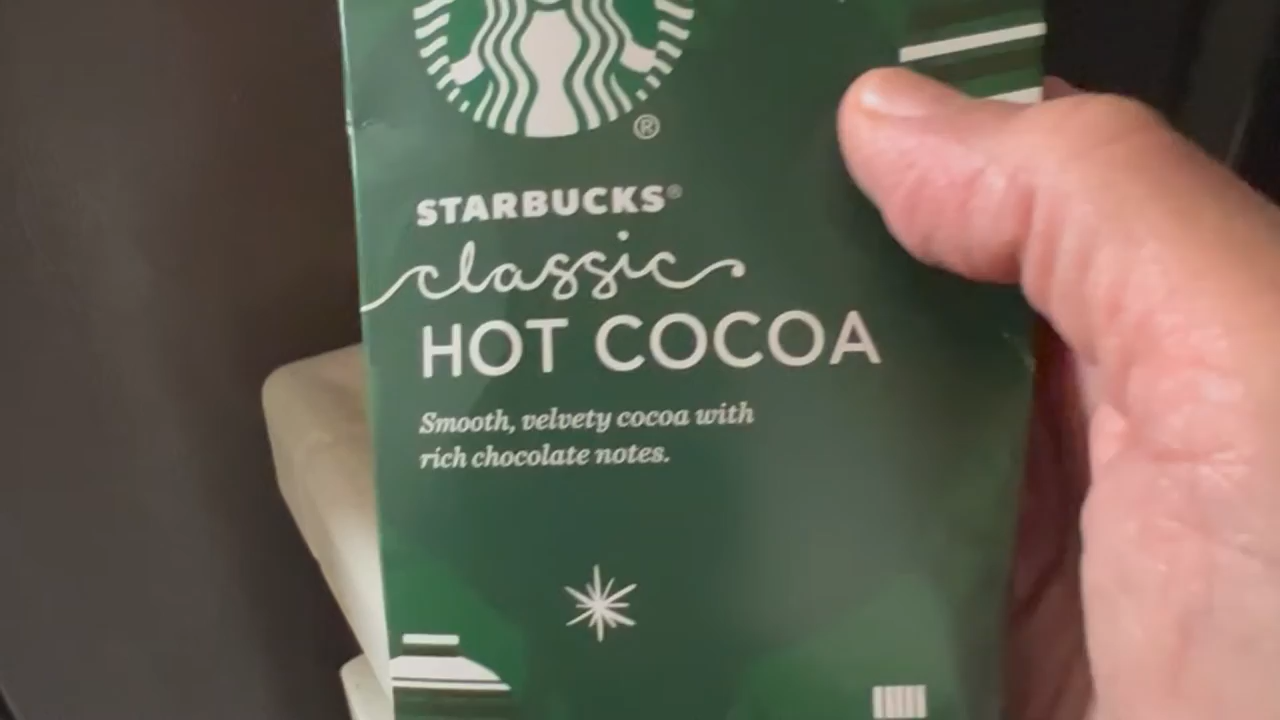 ®
STARBUCKS®
classic
HOT COCOA
Smooth, velvety cocoa with
rich chocolate notes.